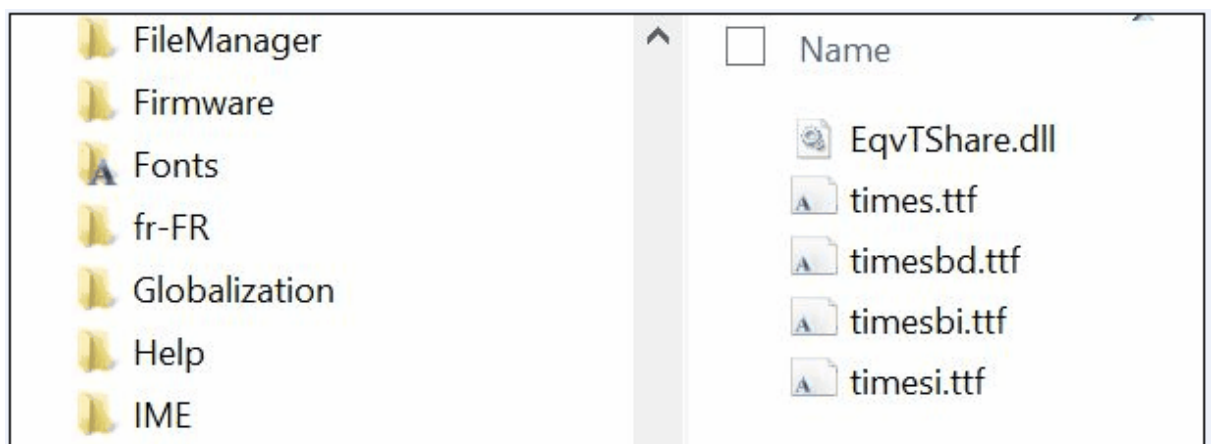 FileManager
Firmware
Fonts
fr-FR
Globalization
Help
IME
Name
EqvTShare.dll
times.ttf
timesbd.ttf
timesbi.ttf
timesi.ttf